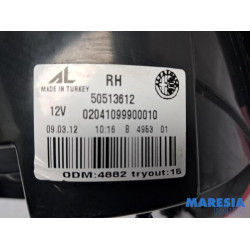 AL RH
MADE IN TURKEY
50513612
12V 02041099900010
09.03.12 10:16 B 4953 01
ODM:4882 tryout:15
MARESIA